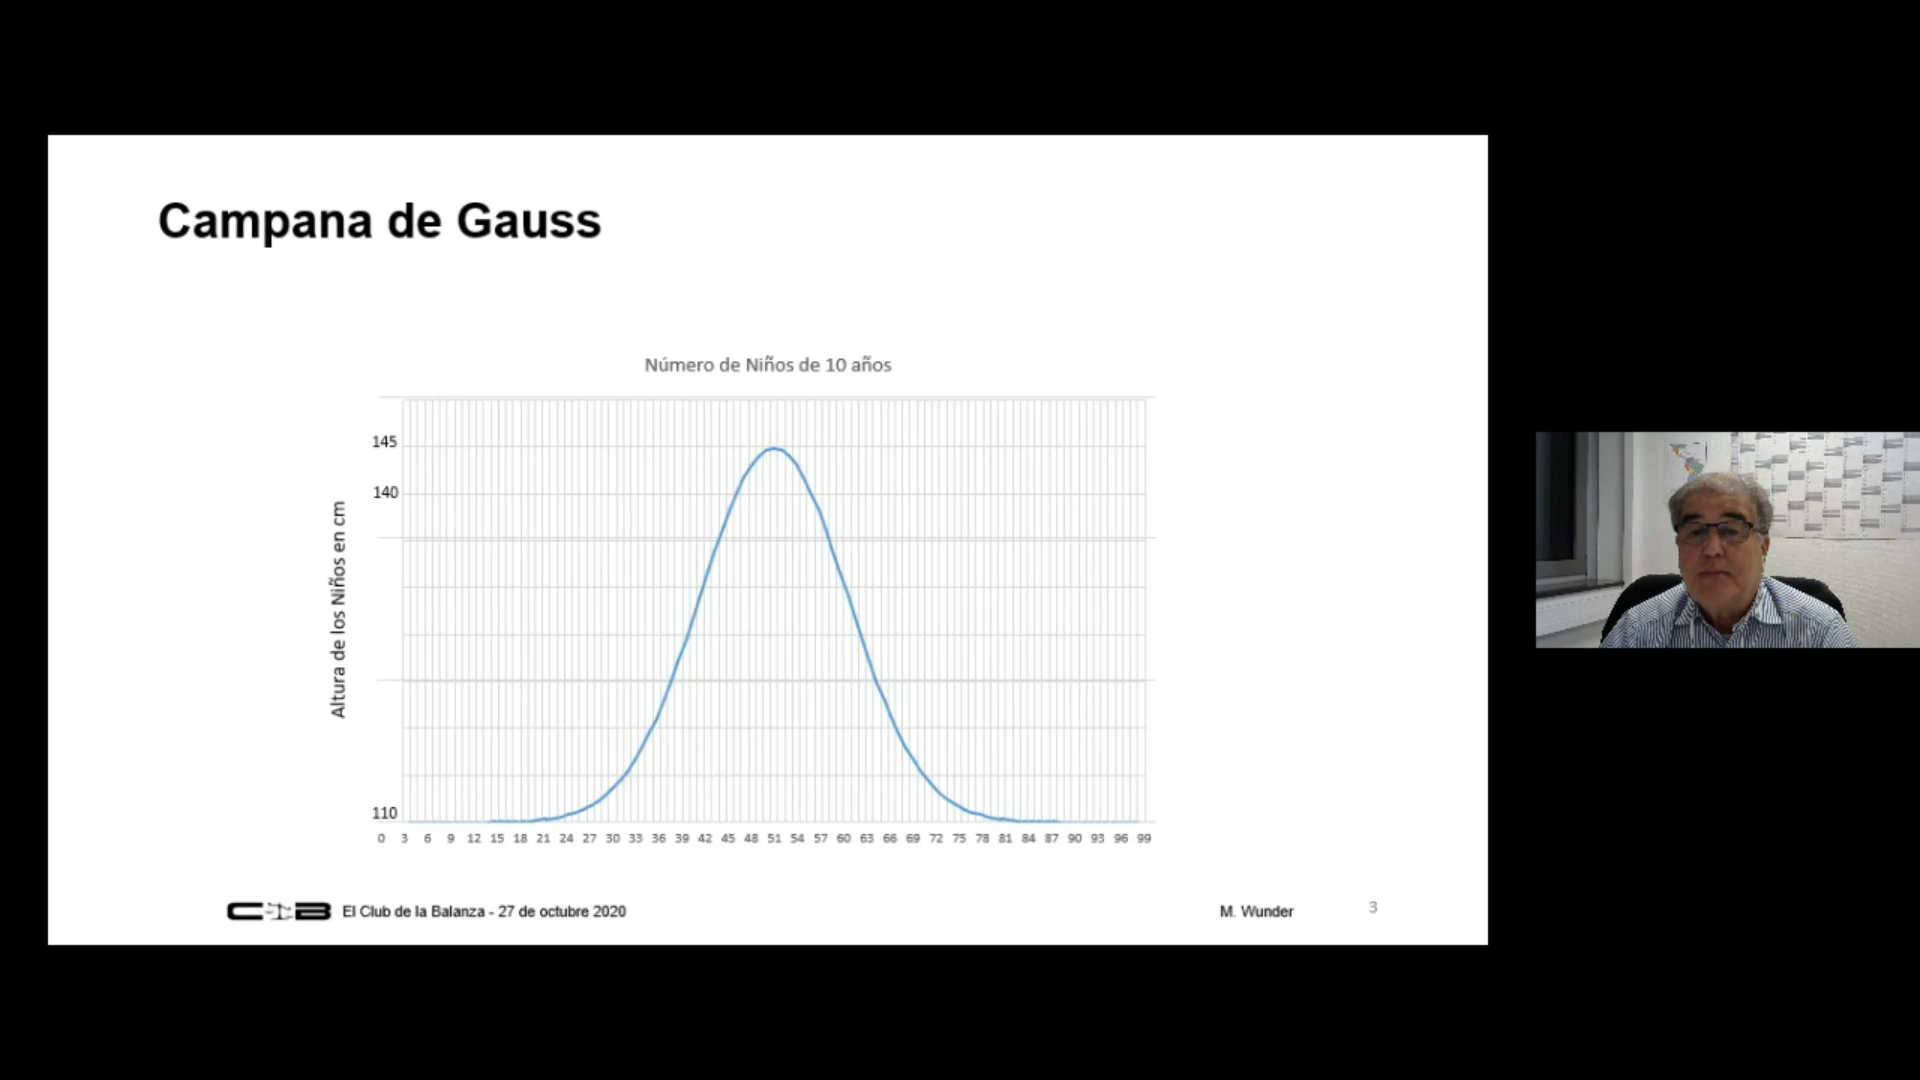 Campana de Gauss
Número de Niños de 10 años
Altura de los Niños en cm
145
140
110
0 3 6 9 12 15 18 21 24 27 30 33 36 39 42 45 48 51 54 57 60 63 66 69 72 75 78 81 84 87 90 93 96 99
CB El Club de la Balanza - 27 de octubre 2020
M. Wunder
3